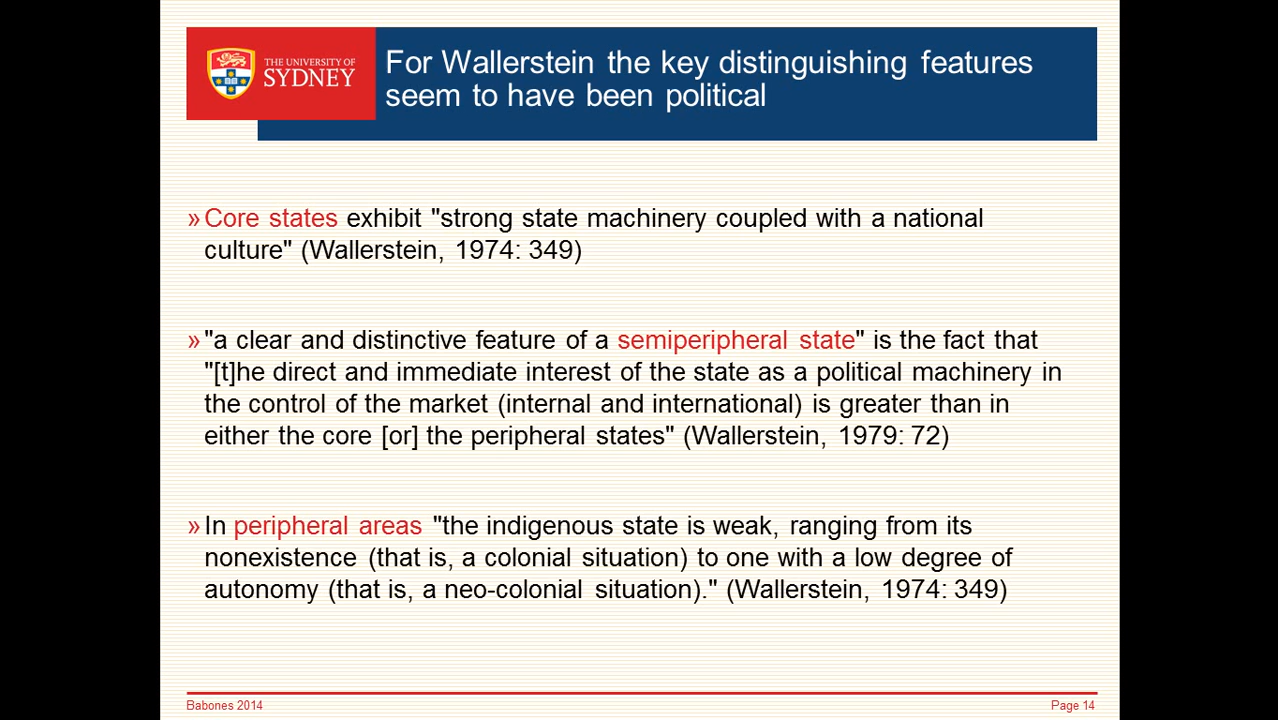 THE UNIVERSITY OF
SYDNEY
For Wallerstein the key distinguishing features
seem to have been political
»Core states exhibit "strong state machinery coupled with a national
culture" (Wallerstein, 1974: 349)
»"a clear and distinctive feature of a semiperipheral state" is the fact that
"[t]he direct and immediate interest of the state as a political machinery in
the control of the market (internal and international) is greater than in
either the core [or] the peripheral states" (Wallerstein, 1979: 72)
»In peripheral areas "the indigenous state is weak, ranging from its
nonexistence (that is, a colonial situation) to one with a low degree of
autonomy (that is, a neo-colonial situation)." (Wallerstein, 1974: 349)
Babones 2014
Page 14